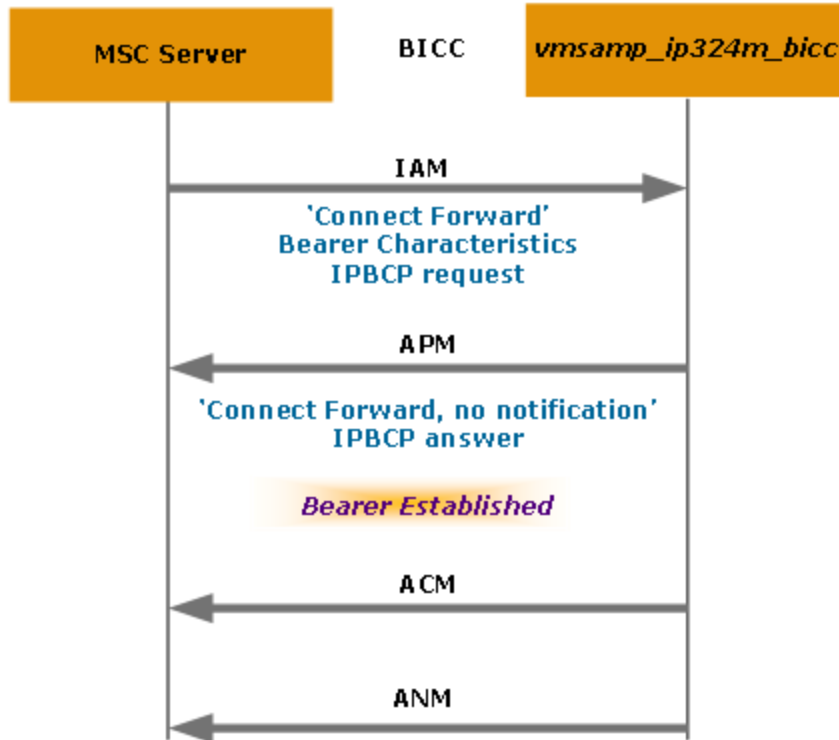 MSC Server
BICC
vmsamp_ip324m_bicc
IAM
'Connect Forward'
Bearer Characteristics
IPBCP request
APM
'Connect Forward, no notification'
IPBCP answer
Bearer Established
ACM
ANM